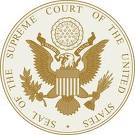 SEAL OF THE SUPREME COURT OF THE UNITED STATES